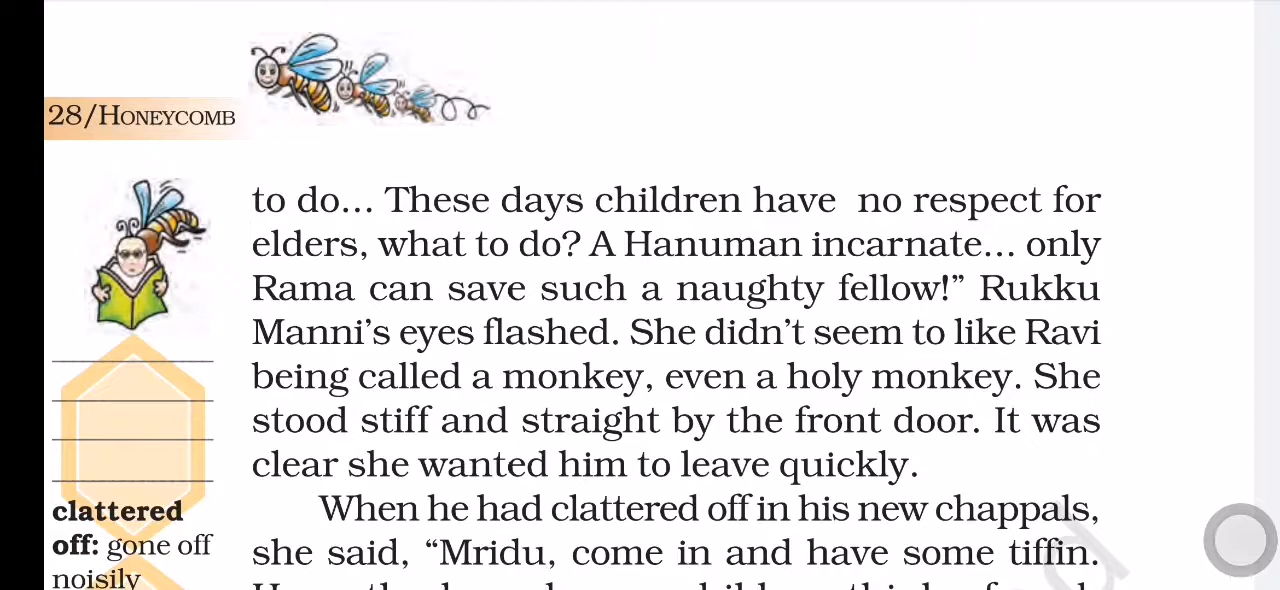 28/HONEYCOMB
to do... These days children have no respect for
elders, what to do? A Hanuman incarnate... only
Rama can save such a naughty fellow!” Rukku
Manni’s eyes flashed. She didn’t seem to like Ravi
being called a monkey, even a holy monkey. She
stood stiff and straight by the front door. It was
clear she wanted him to leave quickly.
clattered
off: gone off
noisily
When he had clattered off in his new chappals,
she said, “Mridu, come in and have some tiffin.